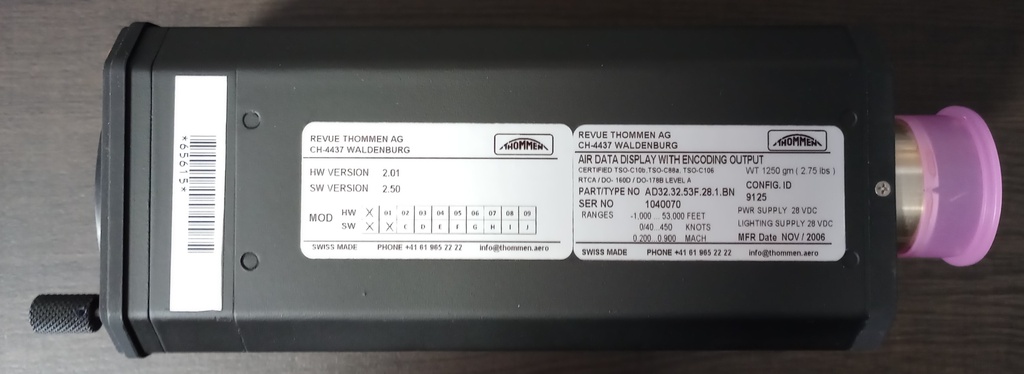 *65615*
REVUE THOMMEN AG
CH-4437 WALDENBURG
THOMMEN
HW VERSION 2.01
SW VERSION 2.50
MOD HW X 01 02 03 04 05 06 07 08 09
SW X X C D E F G H I J
SWISS MADE PHONE +41 61 965 22 22 info@thommen.aero
REVUE THOMMEN AG
CH-4437 WALDENBURG
THOMMEN
AIR DATA DISPLAY WITH ENCODING OUTPUT
CERTIFIED TSO-C10b, TSO-C88a, TSO-C106 WT 1250 gm ( 2.75 lbs )
RTCA / DO- 160D / DO-178B LEVEL A
PART/TYPE NO AD32.32.53F.28.1.BN CONFIG. ID
SER NO 1040070 9125
RANGES -1,000 ... 53,000 FEET PWR SUPPLY 28 VDC
0/40...450 KNOTS LIGHTING SUPPLY 28 VDC
0.200...0.900 MACH MFR Date NOV / 2006
SWISS MADE PHONE +41 61 965 22 22 info@thommen.aero